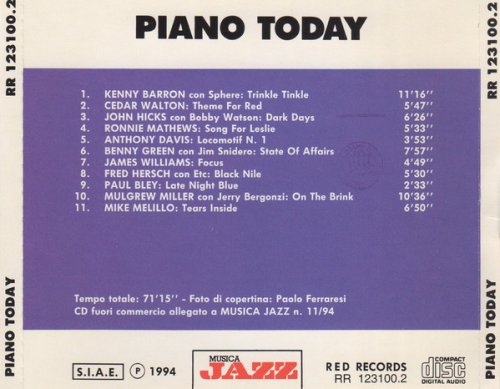 PIANO TODAY
1. KENNY BARRON con Sphere: Trinkle Tinkle 11'16''
2. CEDAR WALTON: Theme For Red 5'47''
3. JOHN HICKS con Bobby Watson: Dark Days 6'26''
4. RONNIE MATHEWS: Song For Leslie 5'33''
5. ANTHONY DAVIS: Locomotif N. 1 3'53''
6. BENNY GREEN con Jim Snidero: State Of Affairs 7'57''
7. JAMES WILLIAMS: Focus 4'49''
8. FRED HERSCH con Etc: Black Nile 5'30''
9. PAUL BLEY: Late Night Blue 2'33''
10. MULGREW MILLER con Jerry Bergonzi: On The Brink 10'36''
11. MIKE MELILLO: Tears Inside 6'50''
Tempo totale: 71'15'' - Foto di copertina: Paolo Ferraresi
CD fuori commercio allegato a MUSICA JAZZ n. 11/94
S.I.A.E. Ⓟ 1994
MUSICA
JAZZ
RED RECORDS
RR 123100.2
COMPACT
disc
DIGITAL AUDIO
PIANO TODAY RR 123100.2
PIANO TODAY RR 123100.2